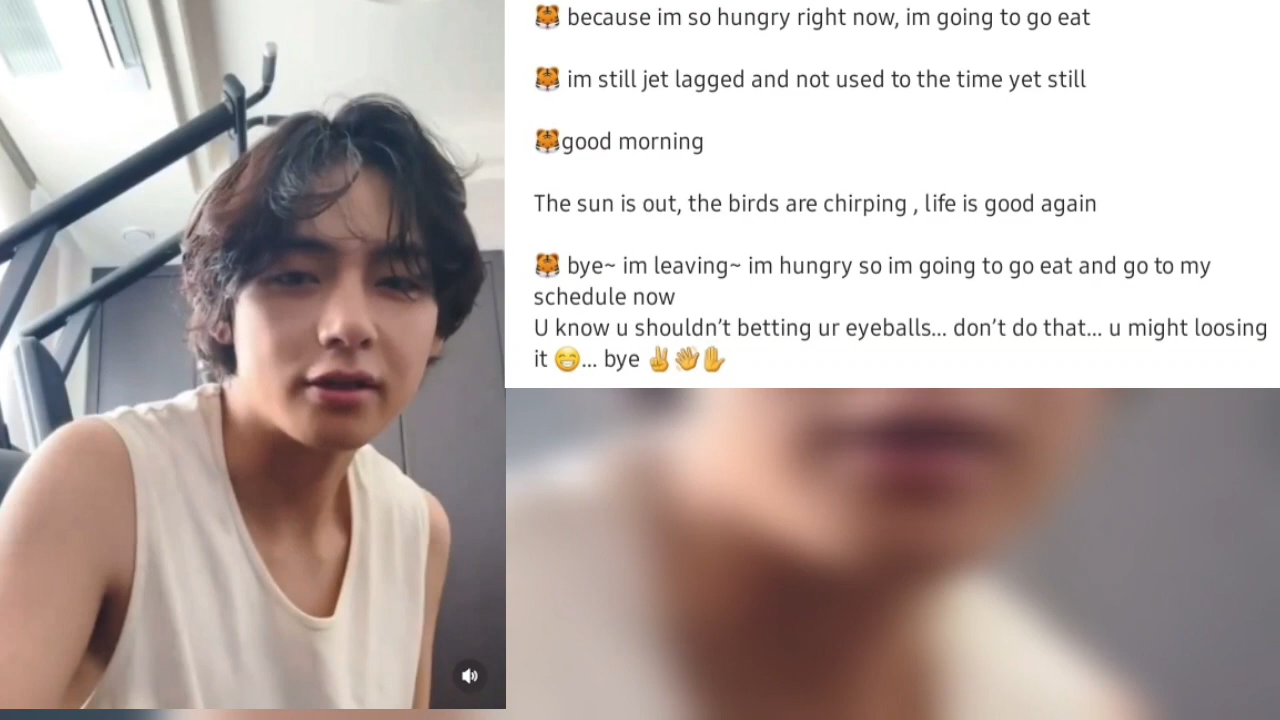 🐯 because im so hungry right now, im going to go eat
🐯 im still jet lagged and not used to the time yet still
🐯good morning
The sun is out, the birds are chirping , life is good again
🐯 bye~ im leaving~ im hungry so im going to go eat and go to my
schedule now
U know u shouldn’t betting ur eyeballs... don’t do that... u might loosing
it 😁... bye ✌️👋✋